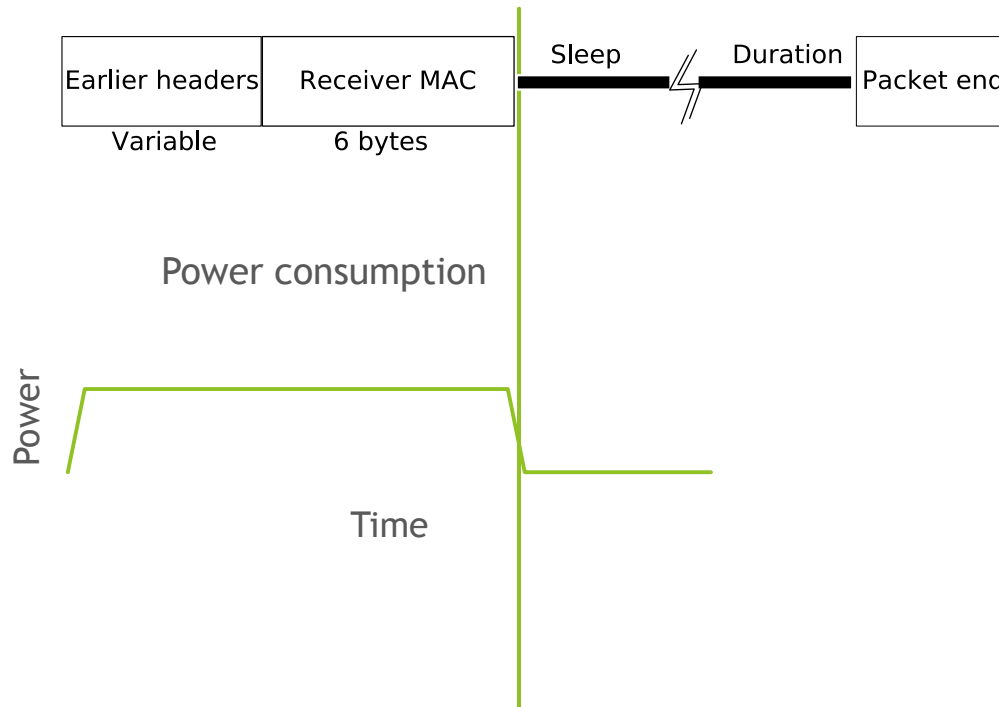 Sleep
Duration
Earlier headers
Receiver MAC
Packet end
Variable
6 bytes
Power consumption
Power
Time